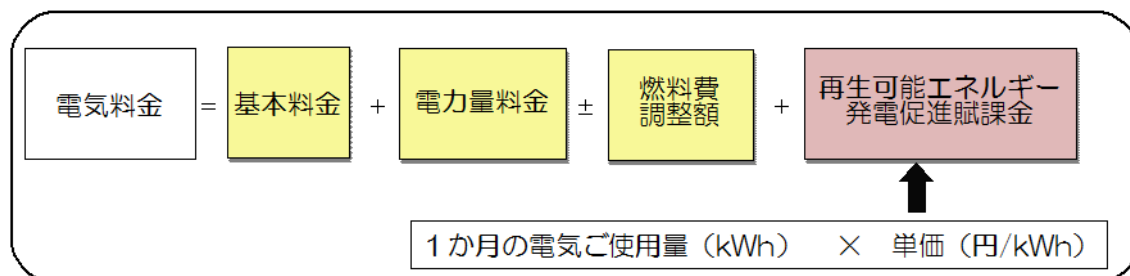 電気料金 = 基本料金 + 電力量料金 ± 燃料費調整額 + 再生可能エネルギー発電促進賦課金
1か月の電気ご使用量(kWh) × 単価(円/kWh)